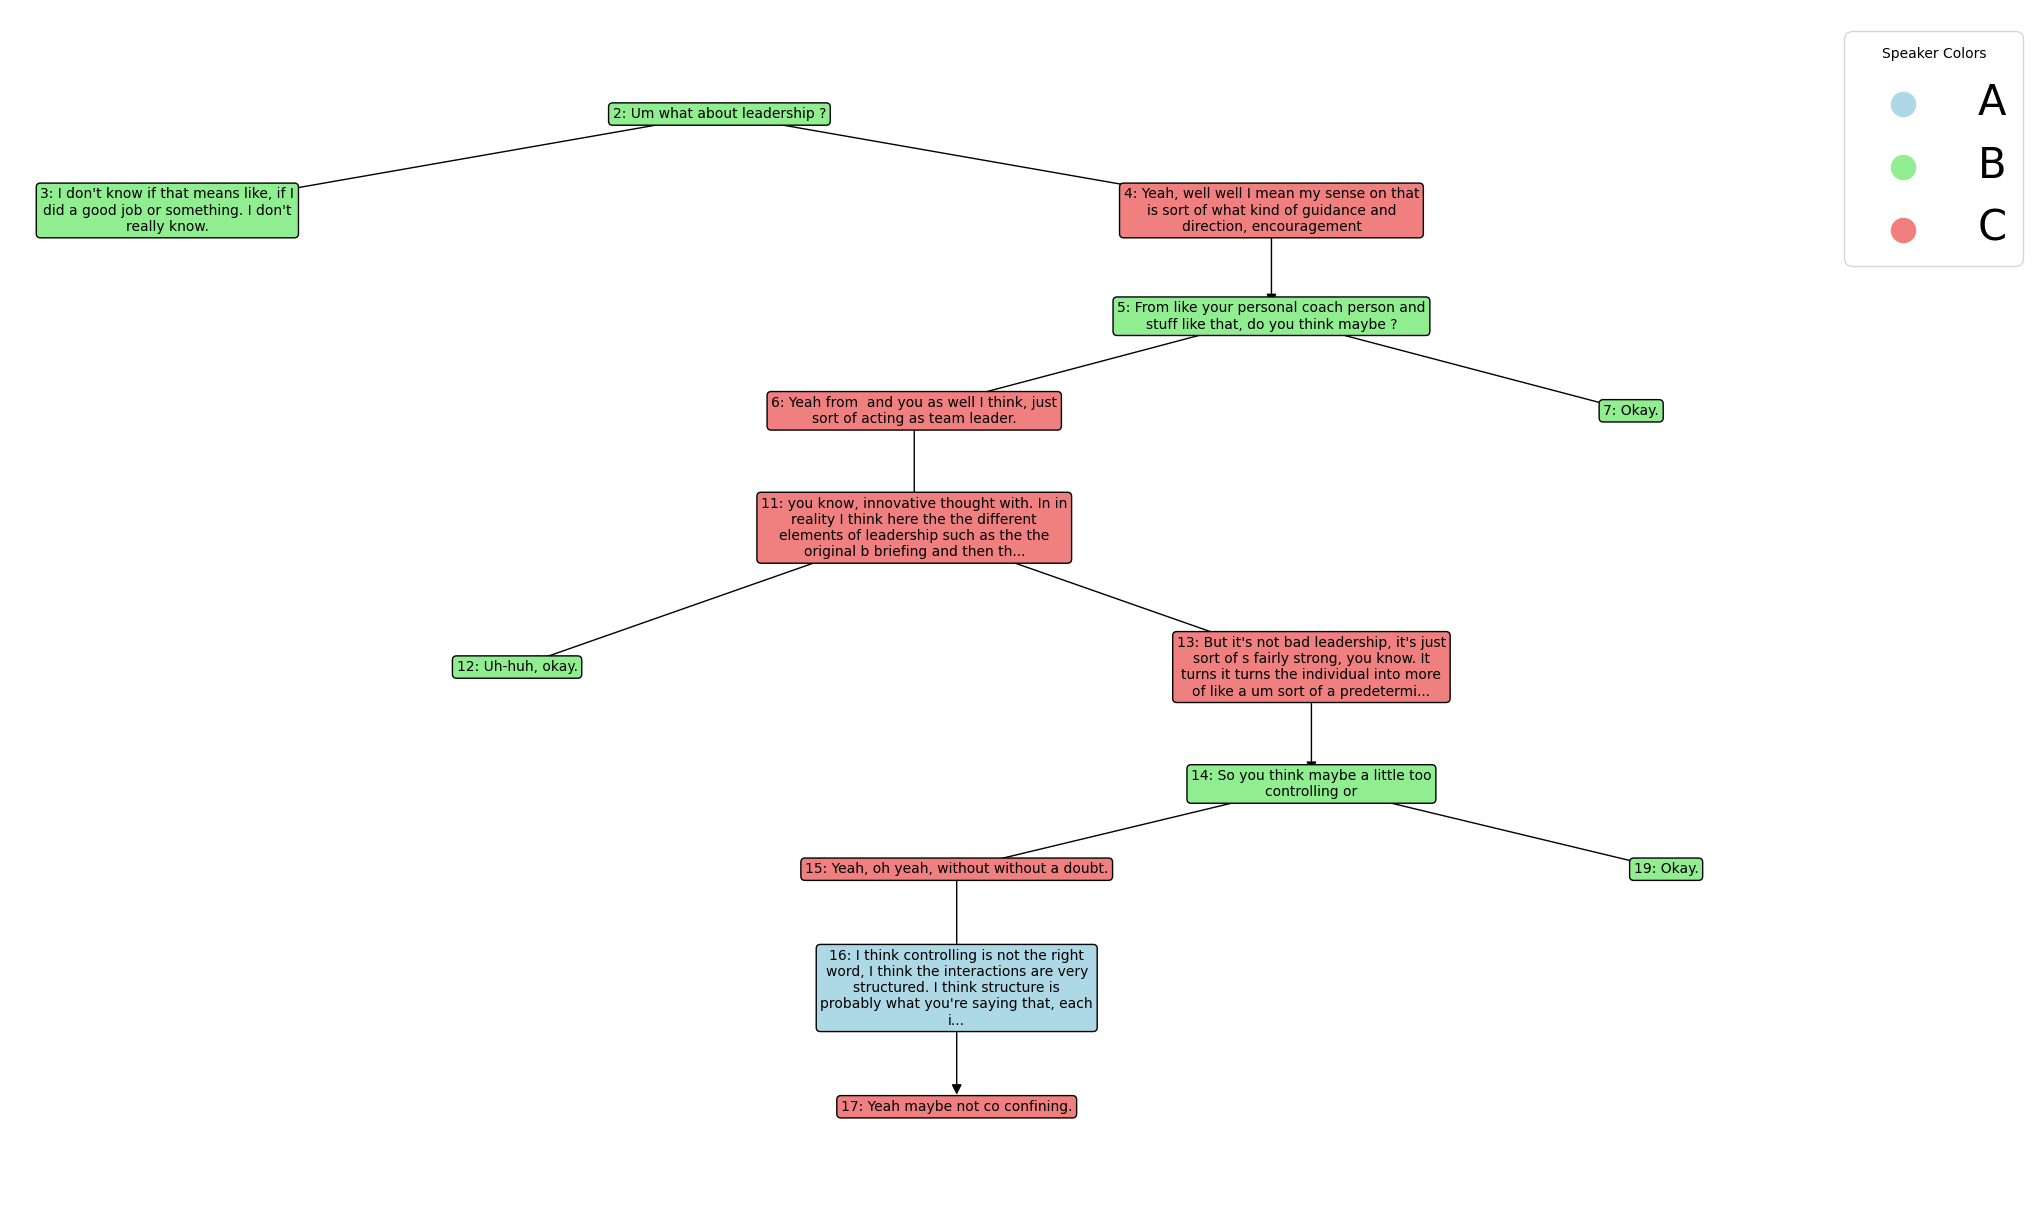 Speaker Colors
A
B
C
2: Um what about leadership ?
3: I don't know if that means like, if I
did a good job or something. I don't
really know.
4: Yeah, well well I mean my sense on that
is sort of what kind of guidance and
direction, encouragement
5: From like your personal coach person and
stuff like that, do you think maybe ?
6: Yeah from  and you as well I think, just
sort of acting as team leader.
7: Okay.
11: you know, innovative thought with. In in
reality I think here the the different
elements of leadership such as the the
original b briefing and then th...
12: Uh-huh, okay.
13: But it's not bad leadership, it's just
sort of s fairly strong, you know. It
turns it turns the individual into more
of like a um sort of a predetermi...
14: So you think maybe a little too
controlling or
15: Yeah, oh yeah, without without a doubt.
19: Okay.
16: I think controlling is not the right
word, I think the interactions are very
structured. I think structure is
probably what you're saying that, each
i...
17: Yeah maybe not co confining.